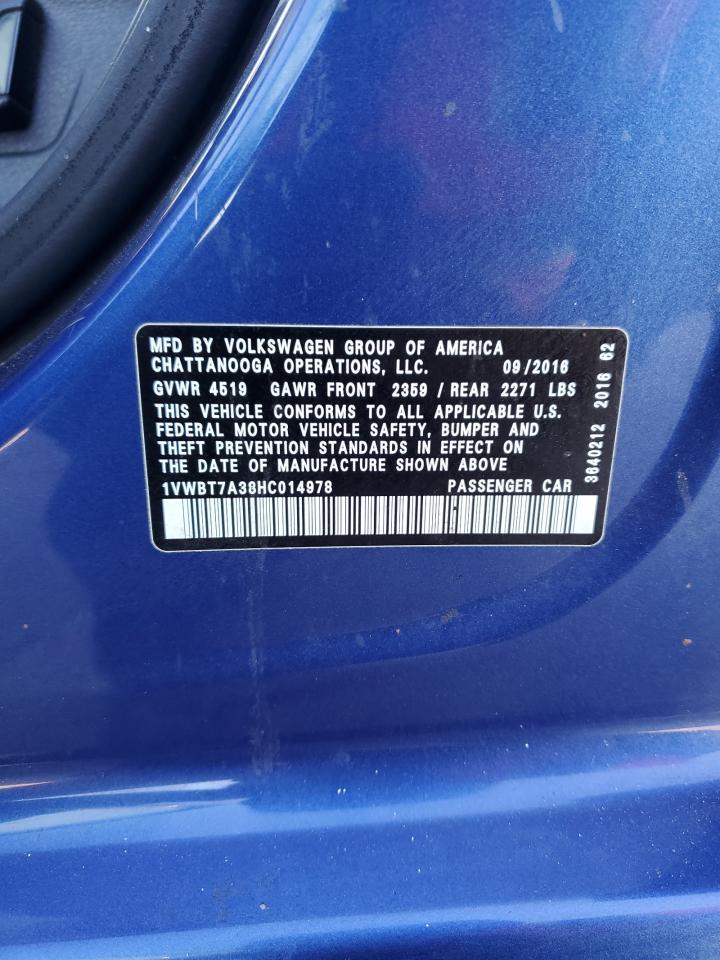 MFD BY VOLKSWAGEN GROUP OF AMERICA
CHATTANOOGA OPERATIONS, LLC. 09/2016
GVWR 4519 GAWR FRONT 2359 / REAR 2271 LBS
THIS VEHICLE CONFORMS TO ALL APPLICABLE U.S.
FEDERAL MOTOR VEHICLE SAFETY, BUMPER AND
THEFT PREVENTION STANDARDS IN EFFECT ON
THE DATE OF MANUFACTURE SHOWN ABOVE
1VWBT7A38HC014978 PASSENGER CAR
3640212 2016 62